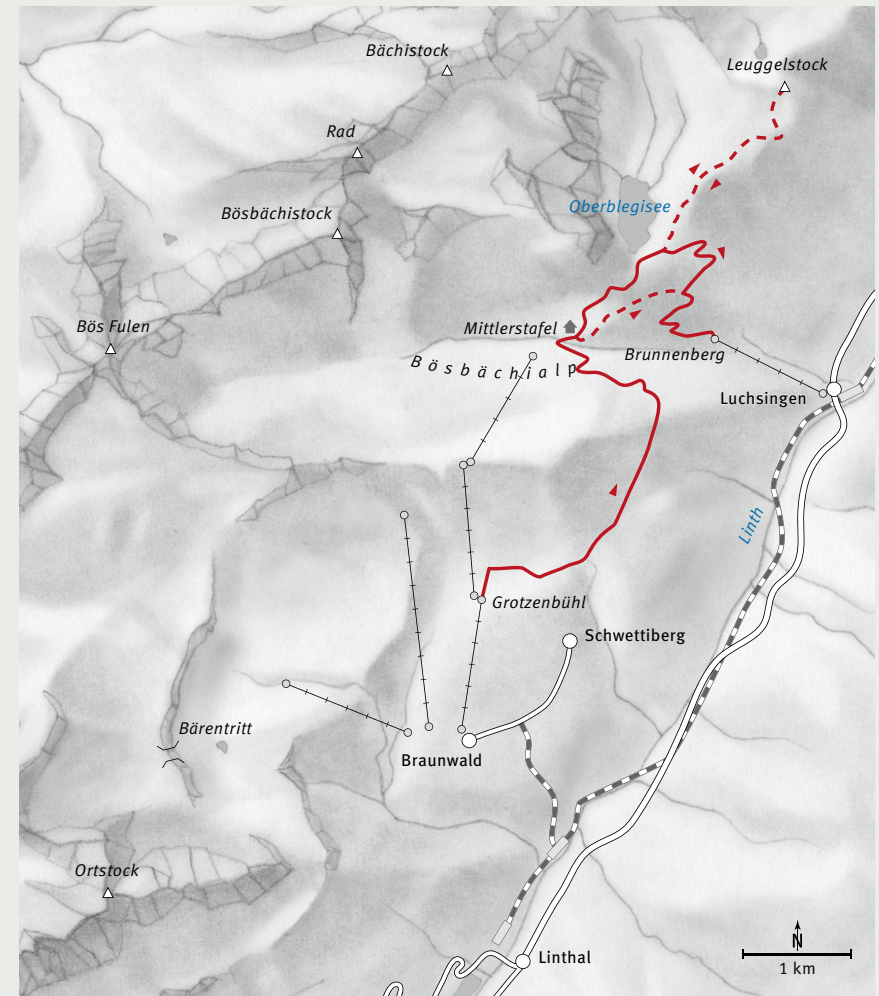 Bächistock
Leuggelstock
Rad
Bösbächistock
Oberblegisee
Bös Fulen
Mittlerstafel
Brunnenberg
Bösbächialp
Luchsingen
Linth
Grotzenbühl
Schwettiberg
Bärentritt
Braunwald
Ortstock
N
Linthal
1 km